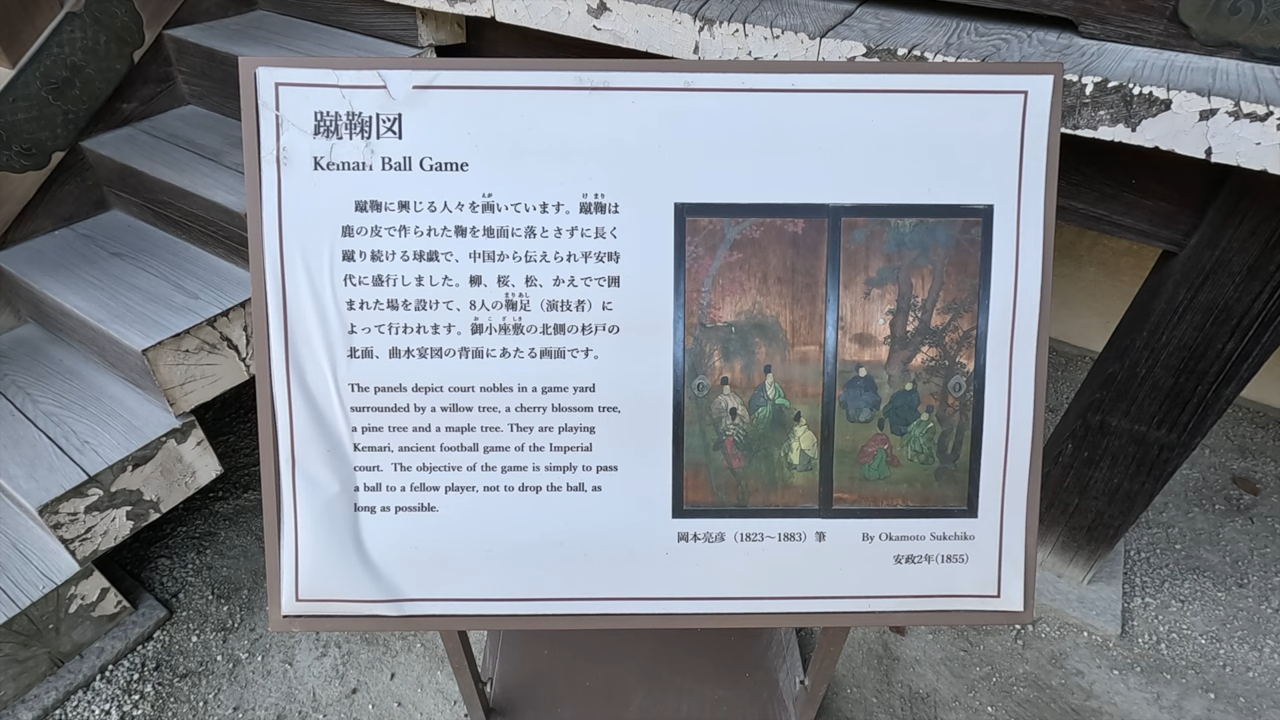 蹴鞠図
Kemari Ball Game
蹴鞠に興じる人々を画いています。蹴鞠は
鹿の皮で作られた鞠を地面に落とさずに長く
蹴り続ける球戯で、中国から伝えられ平安時
代に盛行しました。柳、桜、松、かえでで囲
まれた場を設けて、8人の鞠足（演技者）に
よって行われます。御小座敷の北側の杉戸の
北面、曲水宴図の背面にあたる画面です。
The panels depict court nobles in a game yard
surrounded by a willow tree, a cherry blossom tree,
a pine tree and a maple tree. They are playing
Kemari, ancient football game of the Imperial
court. The objective of the game is simply to pass
a ball to a fellow player, not to drop the ball, as
long as possible.
岡本亮彦（1823〜1883）筆 By Okamoto Sukehiko
安政2年(1855)